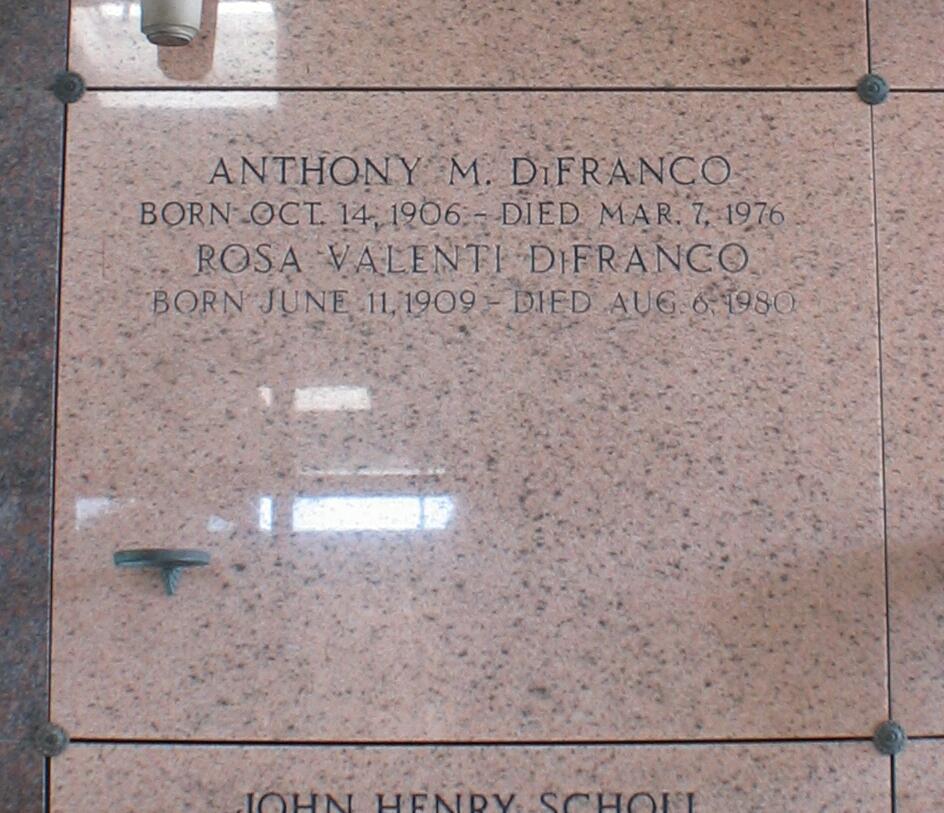 ANTHONY M. DiFRANCO
BORN OCT. 14, 1906 - DIED MAR. 7, 1976
ROSA VALENTI DiFRANCO
BORN JUNE 11, 1909 - DIED AUG. 6, 1980
JOHN HENRY SCHOLL